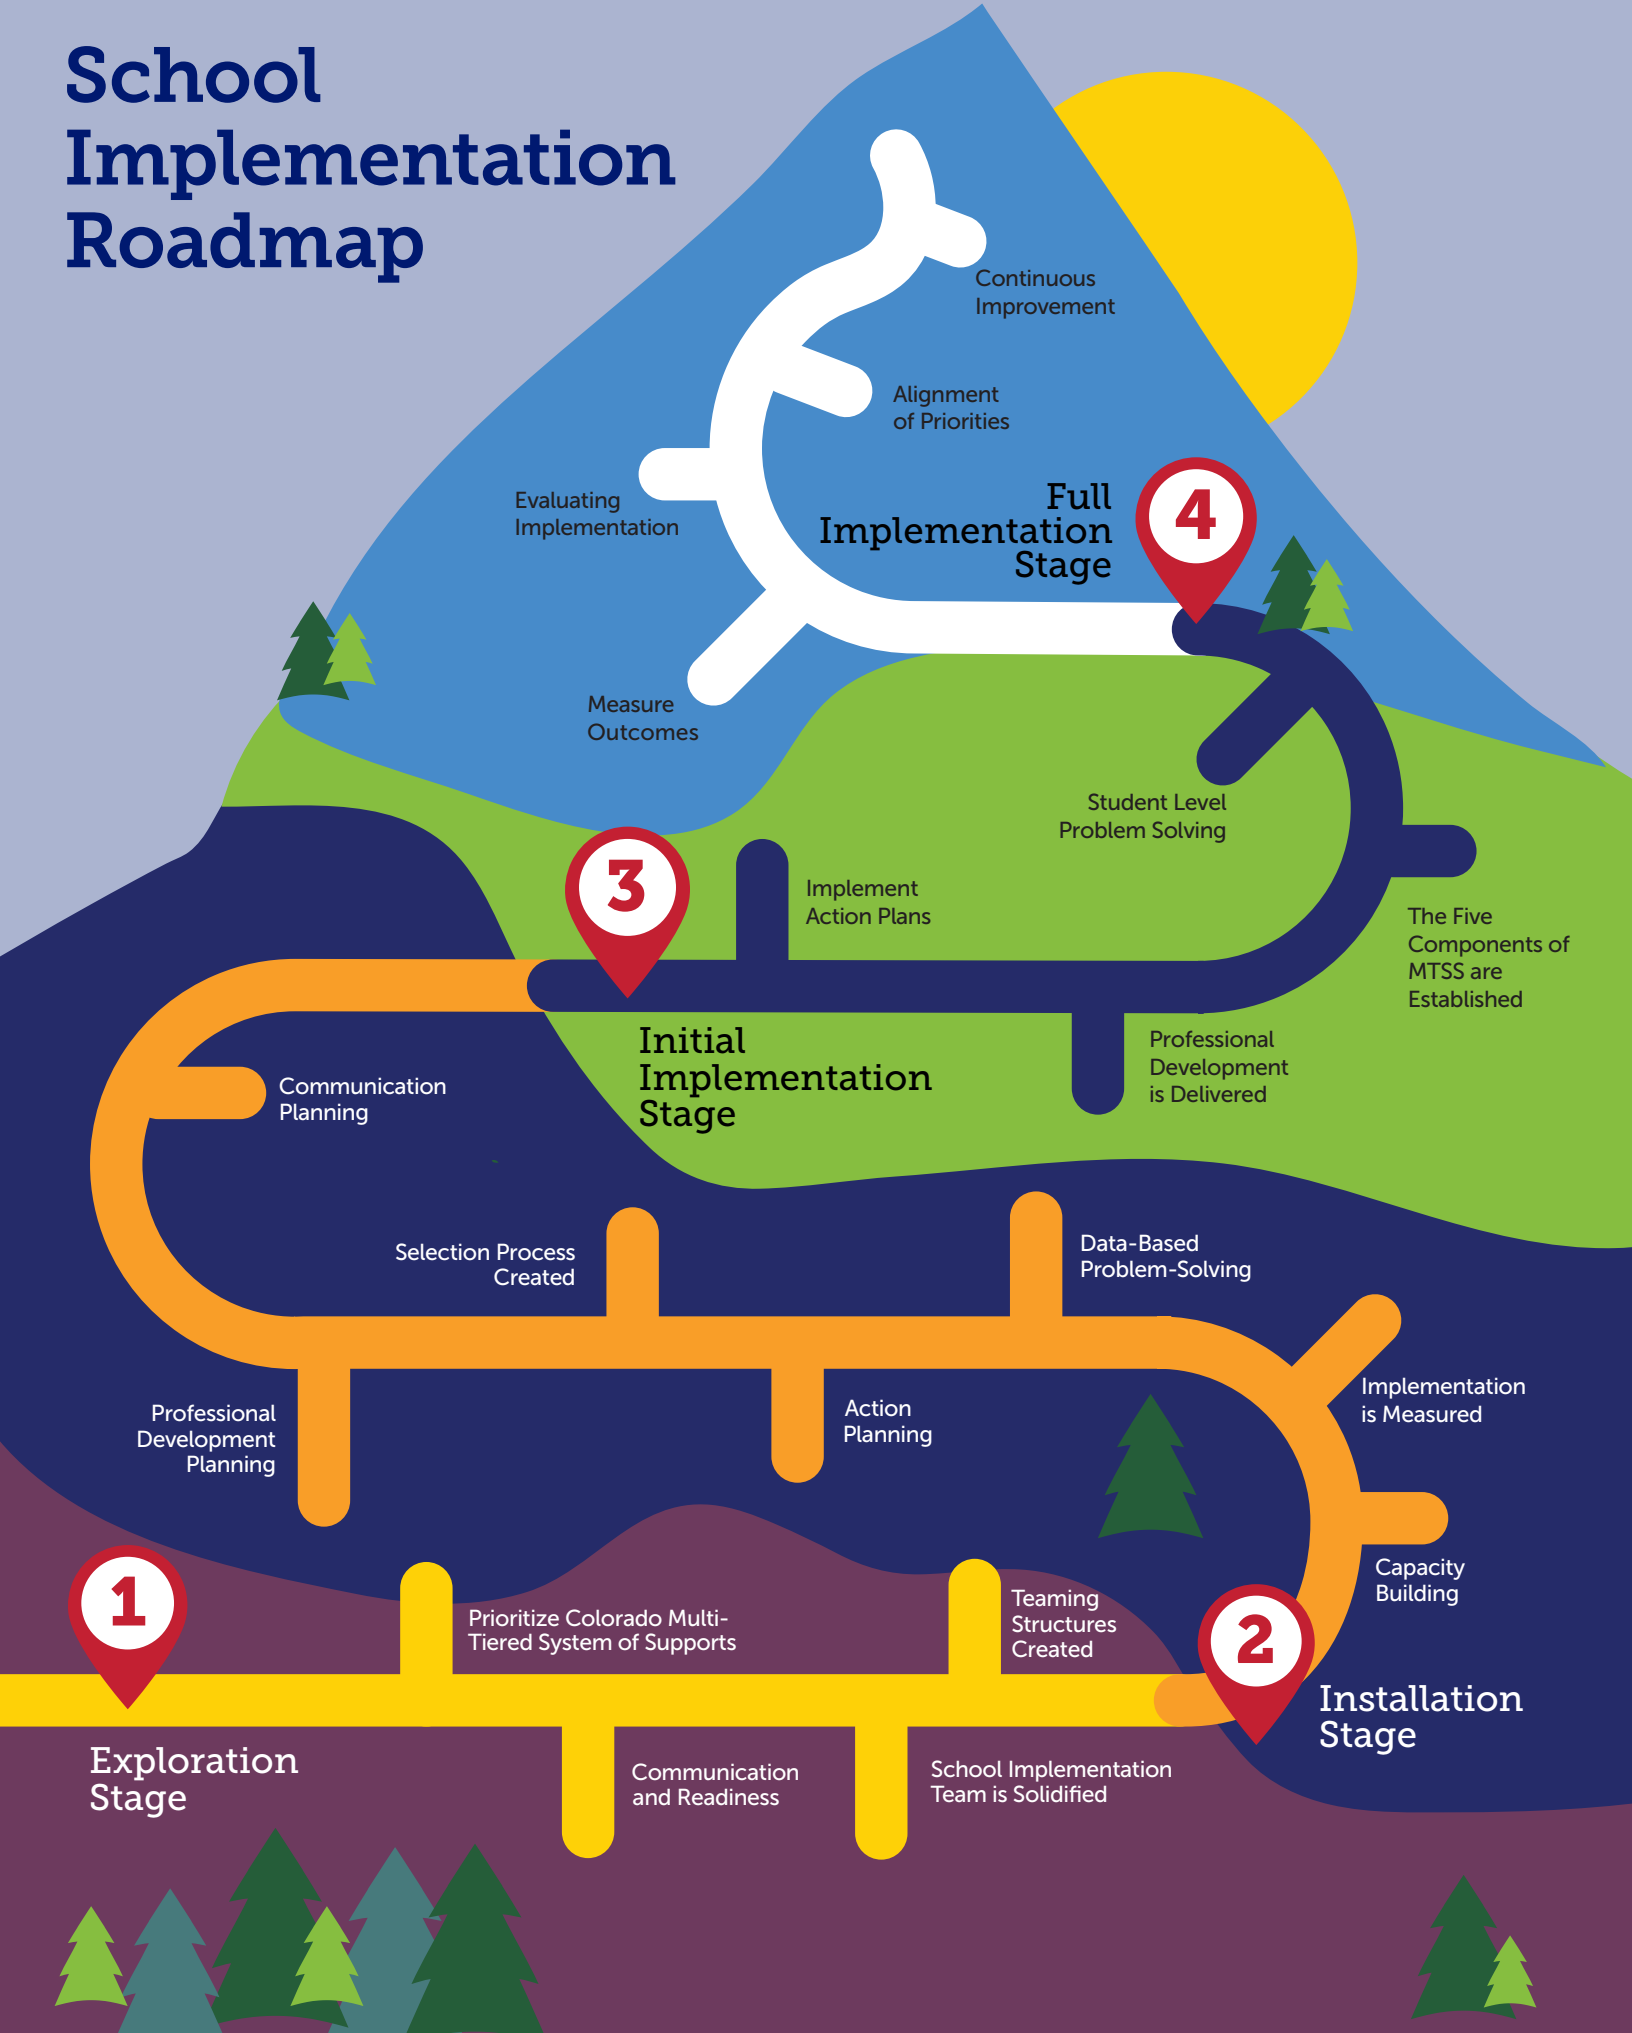 School
Implementation
Roadmap
Continuous
Improvement
Alignment
of Priorities
Evaluating
Implementation
Full
Implementation
Stage
4
Measure
Outcomes
Student Level
Problem Solving
3
Implement
Action Plans
The Five
Components of
MTSS are
Established
Initial
Implementation
Stage
Professional
Development
is Delivered
Communication
Planning
Selection Process
Created
Data-Based
Problem-Solving
Implementation
is Measured
Professional
Development
Planning
Action
Planning
Capacity
Building
1
Prioritize Colorado Multi-
Tiered System of Supports
Teaming
Structures
Created
2
Installation
Stage
Exploration
Stage
Communication
and Readiness
School Implementation
Team is Solidified